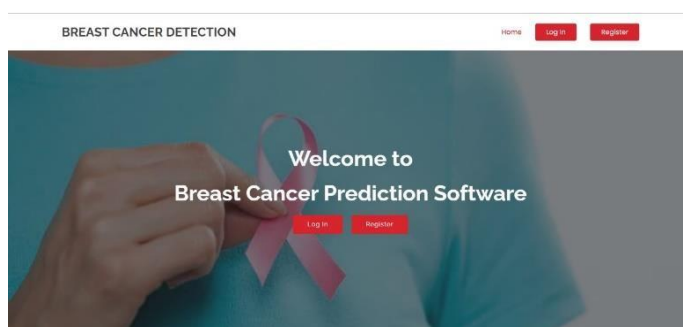 BREAST CANCER DETECTION
Home
Log In
Register
Welcome to
Breast Cancer Prediction Software
Log In
Register